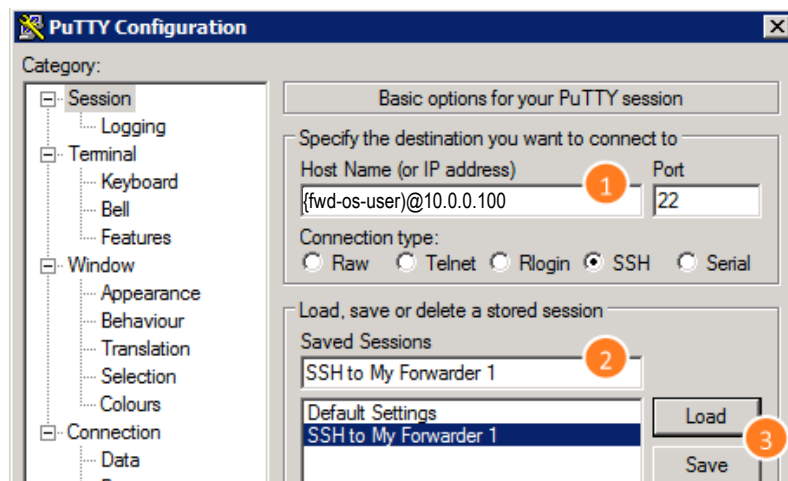 PuTTY Configuration
Category:
Session
Logging
Terminal
Keyboard
Bell
Features
Window
Appearance
Behaviour
Translation
Selection
Colours
Connection
Data
Basic options for your PuTTY session
Specify the destination you want to connect to
Host Name (or IP address) Port
{fwd-os-user)@10.0.0.100 1 22
Connection type:
Raw Telnet Rlogin SSH Serial
Load, save or delete a stored session
Saved Sessions
SSH to My Forwarder 1 2
Default Settings
SSH to My Forwarder 1
Load
3
Save